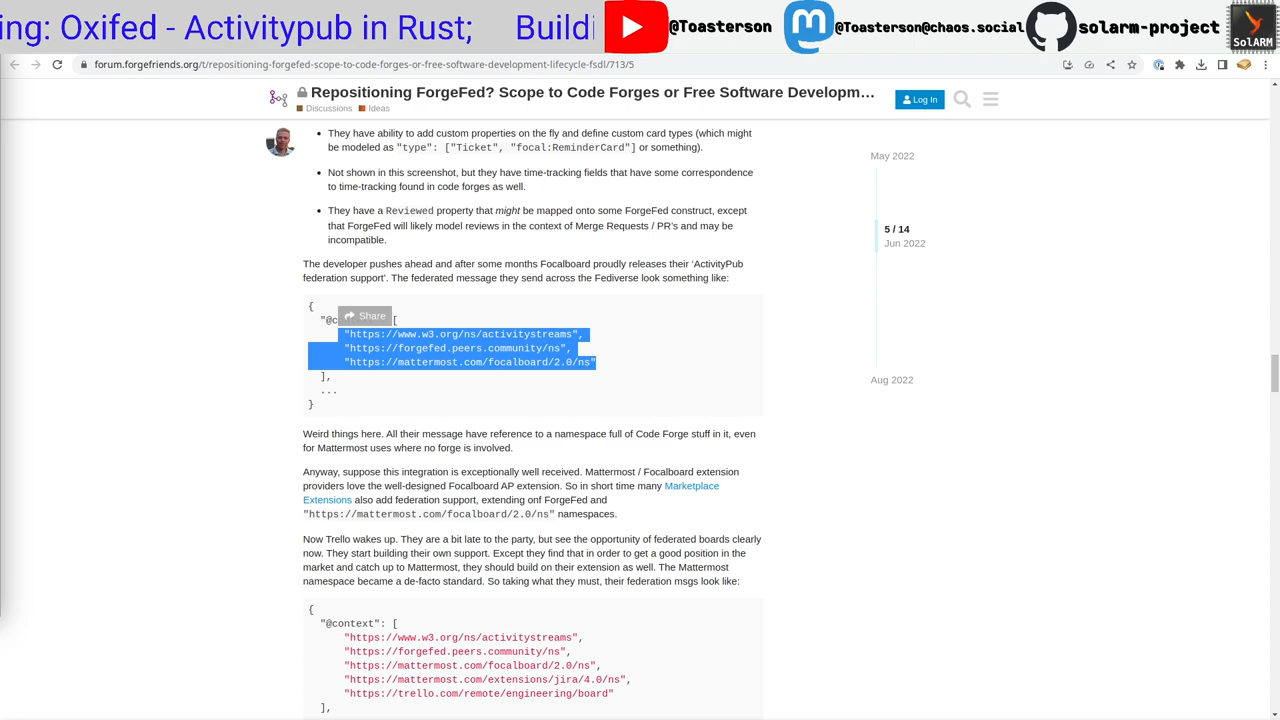 ing: Oxifed - Activitypub in Rust; Buildi
@Toasterson
@Toasterson@chaos.social
solarm-project
SolARM
forum.forgefriends.org/t/repositioning-forgefed-scope-to-code-forges-or-free-software-development-lifecycle-fsdl/713/5
Repositioning ForgeFed? Scope to Code Forges or Free Software Developm…
Discussions Ideas
Log In
They have ability to add custom properties on the fly and define custom card types (which might
be modeled as "type": ["Ticket", "focal:ReminderCard"] or something).
Not shown in this screenshot, but they have time-tracking fields that have some correspondence
to time-tracking found in code forges as well.
They have a Reviewed property that might be mapped onto some ForgeFed construct, except
that ForgeFed will likely model reviews in the context of Merge Requests / PR's and may be
incompatible.
The developer pushes ahead and after some months Focalboard proudly releases their ‘ActivityPub
federation support’. The federated message they send across the Fediverse look something like:
{
"@c [
Share
"https://www.w3.org/ns/activitystreams",
"https://forgefed.peers.community/ns",
"https://mattermost.com/focalboard/2.0/ns"
],
...
}
Weird things here. All their message have reference to a namespace full of Code Forge stuff in it, even
for Mattermost uses where no forge is involved.
Anyway, suppose this integration is exceptionally well received. Mattermost / Focalboard extension
providers love the well-designed Focalboard AP extension. So in short time many Marketplace
Extensions also add federation support, extending onf ForgeFed and
"https://mattermost.com/focalboard/2.0/ns" namespaces.
Now Trello wakes up. They are a bit late to the party, but see the opportunity of federated boards clearly
now. They start building their own support. Except they find that in order to get a good position in the
market and catch up to Mattermost, they should build on their extension as well. The Mattermost
namespace became a de-facto standard. So taking what they must, their federation msgs look like:
{
"@context": [
"https://www.w3.org/ns/activitystreams",
"https://forgefed.peers.community/ns",
"https://mattermost.com/focalboard/2.0/ns",
"https://mattermost.com/extensions/jira/4.0/ns",
"https://trello.com/remote/engineering/board"
],
May 2022
5 / 14
Jun 2022
Aug 2022